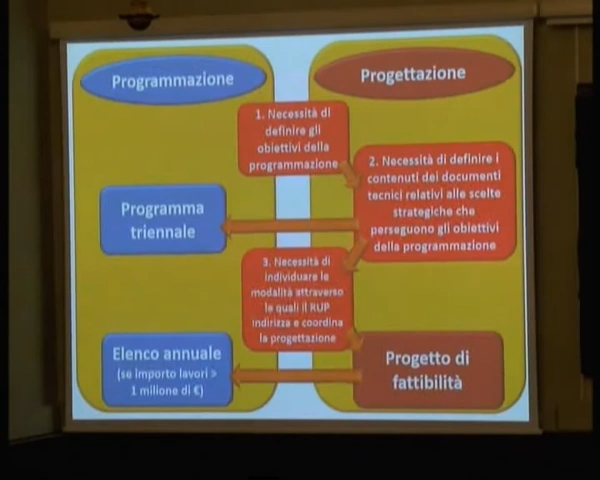 Programmazione
Progettazione
1. Necessità di
definire gli
obiettivi della
programmazione
2. Necessità di definire i
contenuti dei documenti
tecnici relativi alle scelte
strategiche che
perseguono gli obiettivi
della programmazione
Programma
triennale
3. Necessità di
individuare le
modalità attraverso
le quali il RUP
indirizza e coordina
la progettazione
Elenco annuale
(se importo lavori >
1 milione di €)
Progetto di
fattibilità